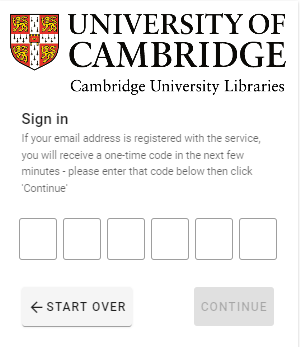 UNIVERSITY OF
CAMBRIDGE
Cambridge University Libraries
Sign in
If your email address is registered with the service,
you will receive a one-time code in the next few
minutes - please enter that code below then click
'Continue'
START OVER
CONTINUE